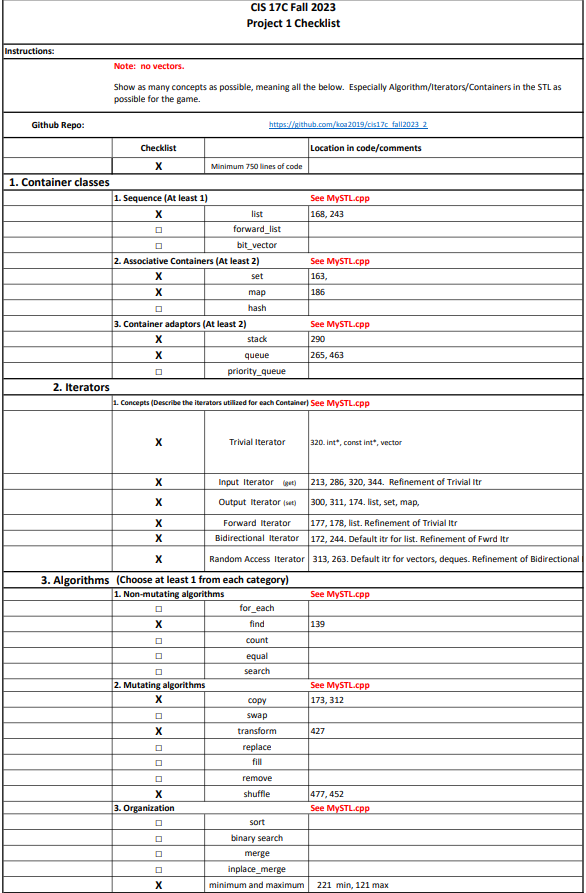 CIS 17C Fall 2023
Project 1 Checklist
Instructions:
Note: no vectors.
Show as many concepts as possible, meaning all the below. Especially Algorithm/Iterators/Containers in the STL as
possible for the game.
Github Repo: https://github.com/koa2019/cis17c_fall2023_2
Checklist Location in code/comments
X Minimum 750 lines of code
1. Container classes
1. Sequence (At least 1) See MySTL.cpp
X list 168, 243
☐ forward_list
☐ bit_vector
2. Associative Containers (At least 2) See MySTL.cpp
X set 163,
X map 186
☐ hash
3. Container adaptors (At least 2) See MySTL.cpp
X stack 290
X queue 265, 463
☐ priority_queue
2. Iterators
1. Concepts (Describe the iterators utilized for each Container) See MySTL.cpp
X Trivial Iterator 320. int*, const int*, vector
X Input Iterator (get) 213, 286, 320, 344. Refinement of Trivial Itr
X Output Iterator (set) 300, 311, 174. list, set, map,
X Forward Iterator 177, 178, list. Refinement of Trivial Itr
X Bidirectional Iterator 172, 244. Default itr for list. Refinement of Fwrd Itr
X Random Access Iterator 313, 263. Default itr for vectors, deques. Refinement of Bidirectional
3. Algorithms (Choose at least 1 from each category)
1. Non-mutating algorithms See MySTL.cpp
☐ for_each
X find 139
☐ count
☐ equal
☐ search
2. Mutating algorithms See MySTL.cpp
X copy 173, 312
☐ swap
X transform 427
☐ replace
☐ fill
☐ remove
X shuffle 477, 452
3. Organization See MySTL.cpp
☐ sort
☐ binary search
☐ merge
☐ inplace_merge
X minimum and maximum 221 min, 121 max